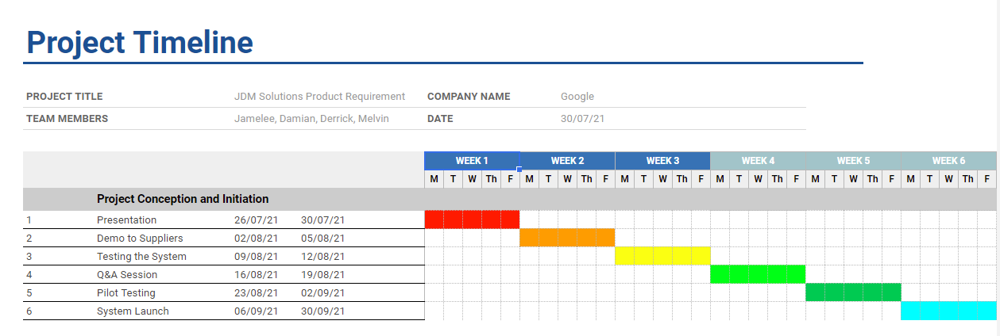 Project Timeline
PROJECT TITLE JDM Solutions Product Requirement COMPANY NAME Google
TEAM MEMBERS Jamelee, Damian, Derrick, Melvin DATE 30/07/21
WEEK 1 WEEK 2 WEEK 3 WEEK 4 WEEK 5 WEEK 6
M T W Th F M T W Th F M T W Th F M T W Th F M T W Th F M T W Th F
Project Conception and Initiation
1 Presentation 26/07/21 30/07/21
2 Demo to Suppliers 02/08/21 05/08/21
3 Testing the System 09/08/21 12/08/21
4 Q&A Session 16/08/21 19/08/21
5 Pilot Testing 23/08/21 02/09/21
6 System Launch 06/09/21 30/09/21